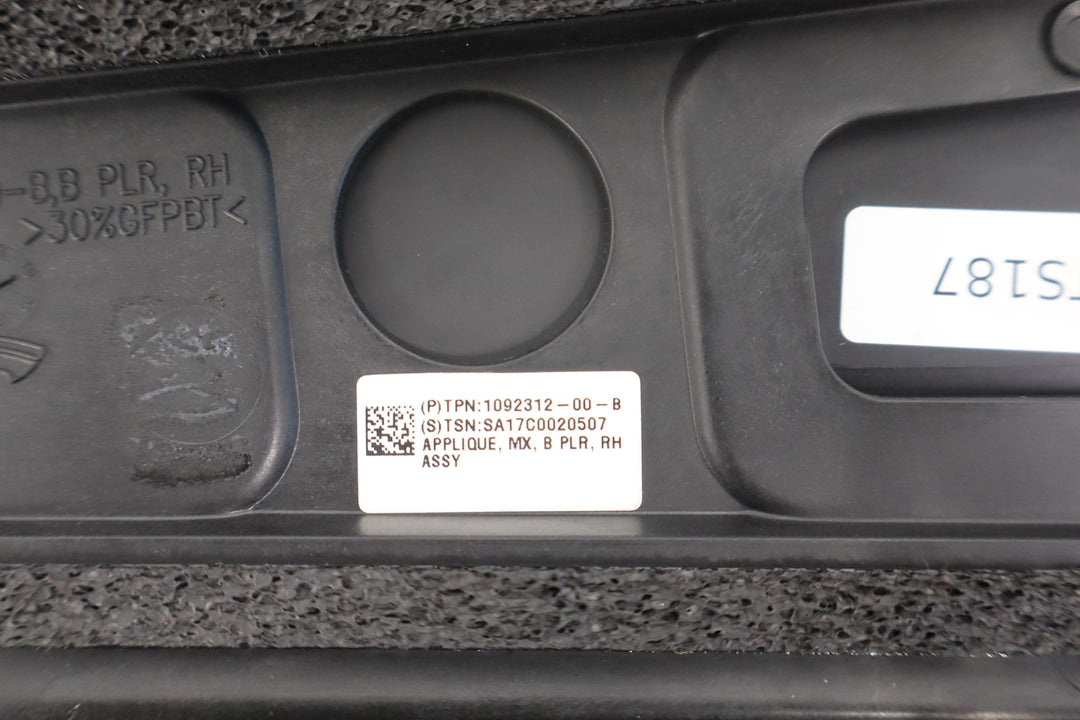 -B,B PLR, RH
>30%GFPBT<
TS187
(P)TPN:1092312-00-B
(S)TSN:SA17C0020507
APPLIQUE, MX, B PLR, RH
ASSY